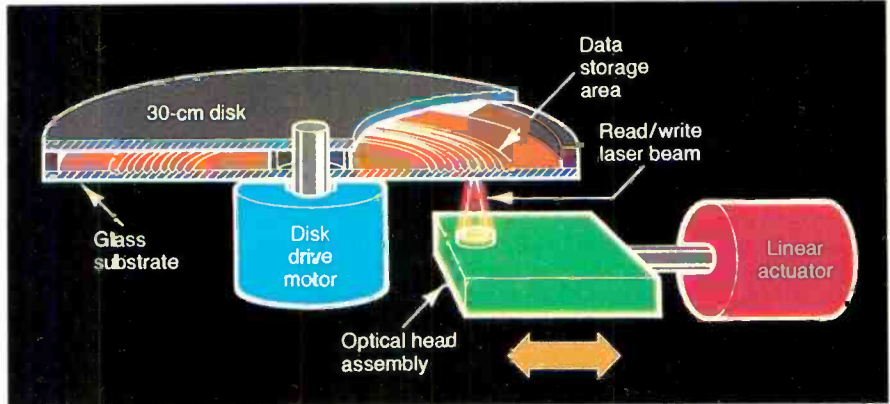 Data
storage
area
30-cm disk
Read/write
laser beam
Glass
substrate
Disk
drive
motor
Linear
actuator
Optical head
assembly